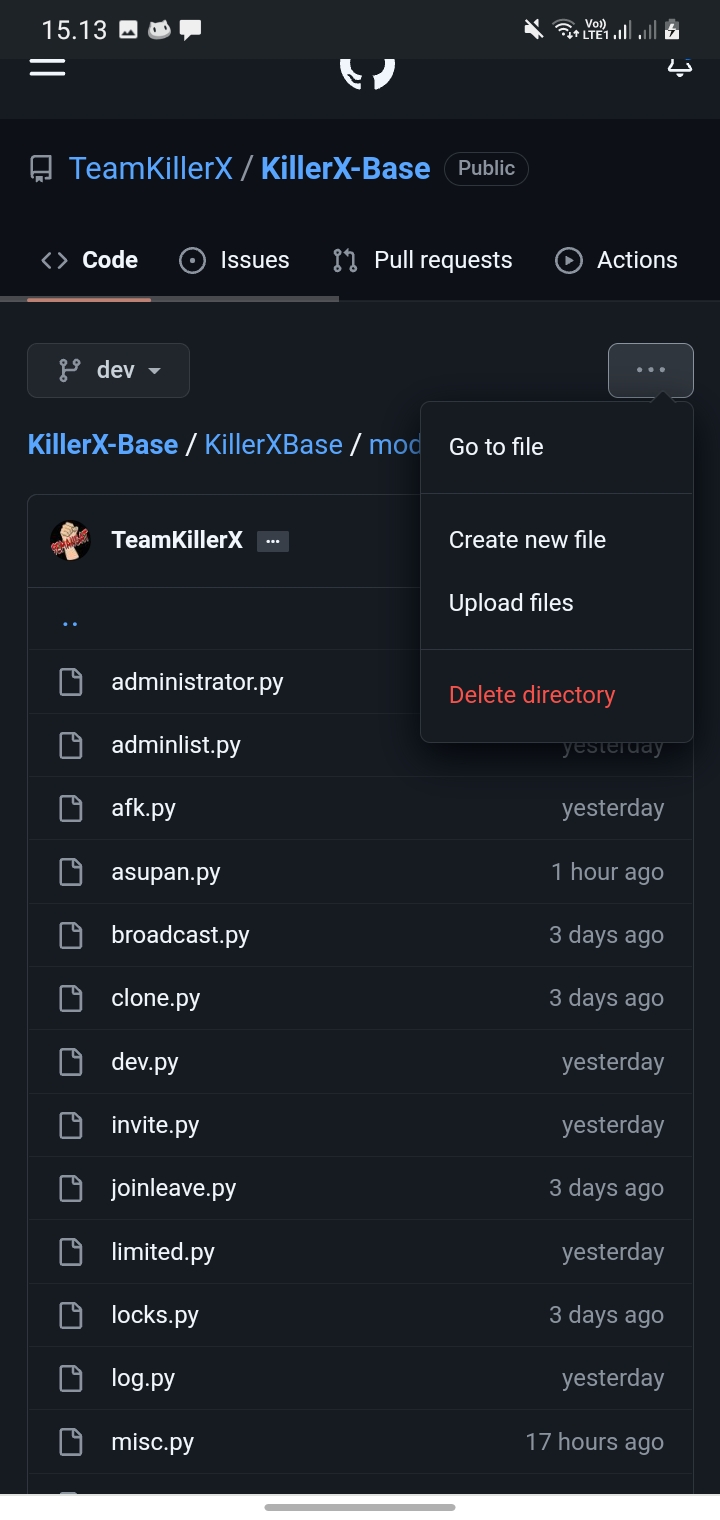 15.13
Vo))
LTE1
TeamKillerX / KillerX-Base Public
Code Issues Pull requests Actions
dev
Go to file
KillerX-Base / KillerXBase / mod
Create new file
TeamKillerX
Upload files
..
Delete directory
administrator.py
adminlist.py yesterday
afk.py yesterday
asupan.py 1 hour ago
broadcast.py 3 days ago
clone.py 3 days ago
dev.py yesterday
invite.py yesterday
joinleave.py 3 days ago
limited.py yesterday
locks.py 3 days ago
log.py yesterday
misc.py 17 hours ago